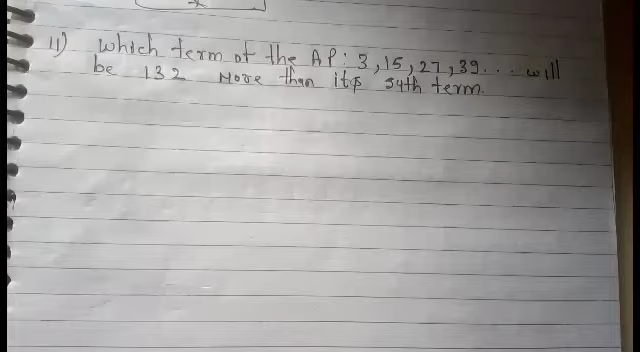 11) Which term of the AP: 3, 15, 27, 39... will
be 132 More than its 54th term.